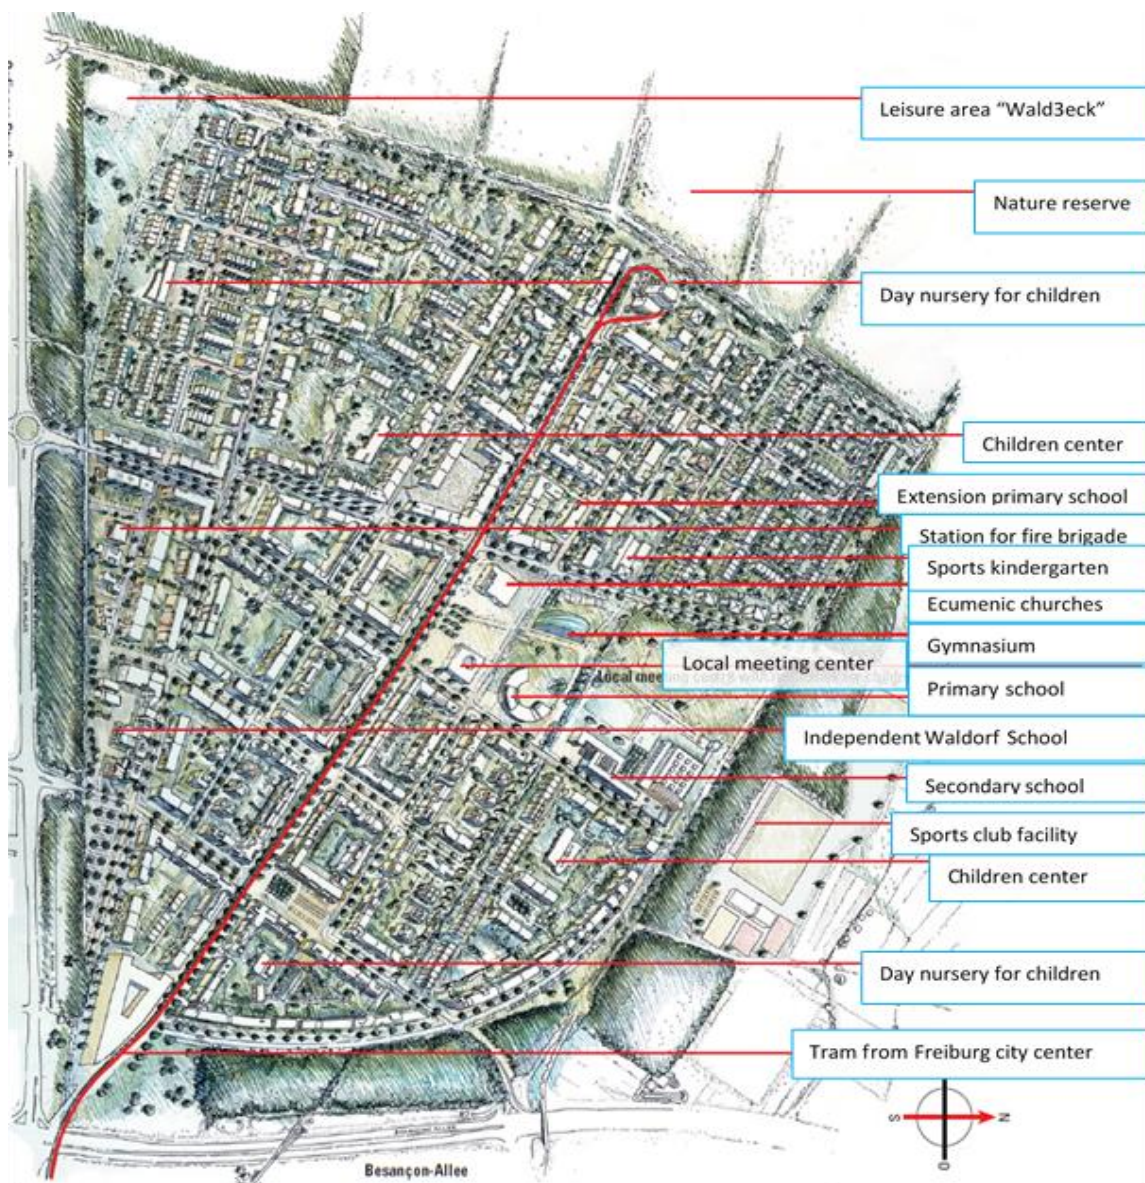 Leisure area “Wald3eck”
Nature reserve
Day nursery for children
Children center
Extension primary school
Station for fire brigade
Sports kindergarten
Ecumenic churches
Gymnasium
Local meeting center
Primary school
Independent Waldorf School
Secondary school
Sports club facility
Children center
Day nursery for children
Tram from Freiburg city center
S
N
O
Besançon-Allee